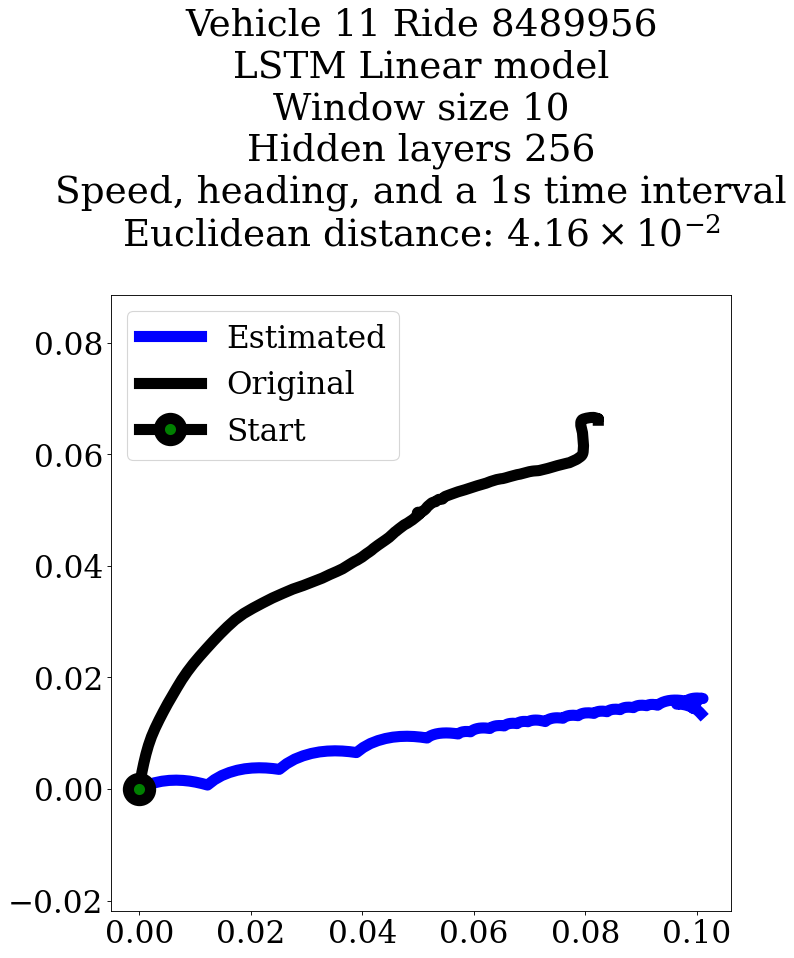 Vehicle 11 Ride 8489956
LSTM Linear model
Window size 10
Hidden layers 256
Speed, heading, and a 1s time interval
Euclidean distance: 4.16 × 10⁻²
Estimated
Original
Start
0.08
0.06
0.04
0.02
0.00
−0.02
0.00 0.02 0.04 0.06 0.08 0.10